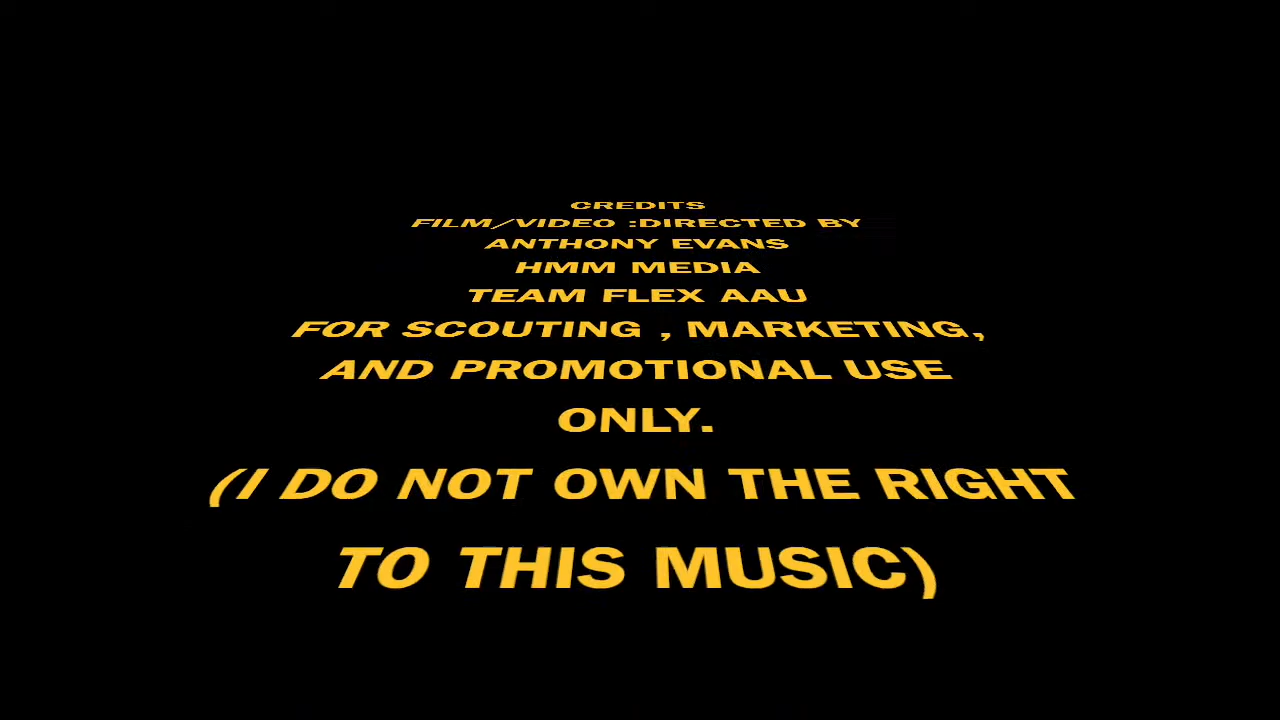 CREDITS
FILM/VIDEO :DIRECTED BY
ANTHONY EVANS
HMM MEDIA
TEAM FLEX AAU
FOR SCOUTING , MARKETING,
AND PROMOTIONAL USE
ONLY.
(I DO NOT OWN THE RIGHT
TO THIS MUSIC)